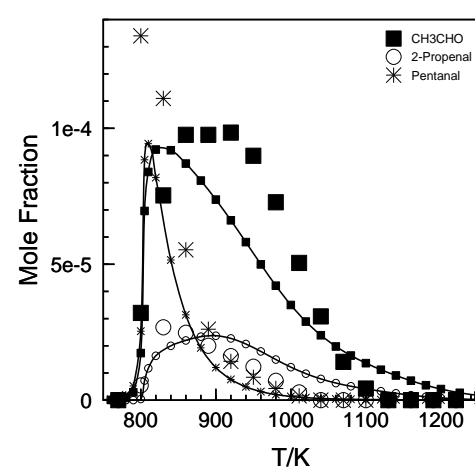 CH3CHO
2-Propenal
Pentanal
1e-4
5e-5
0
Mole Fraction
800 900 1000 1100 1200
T/K